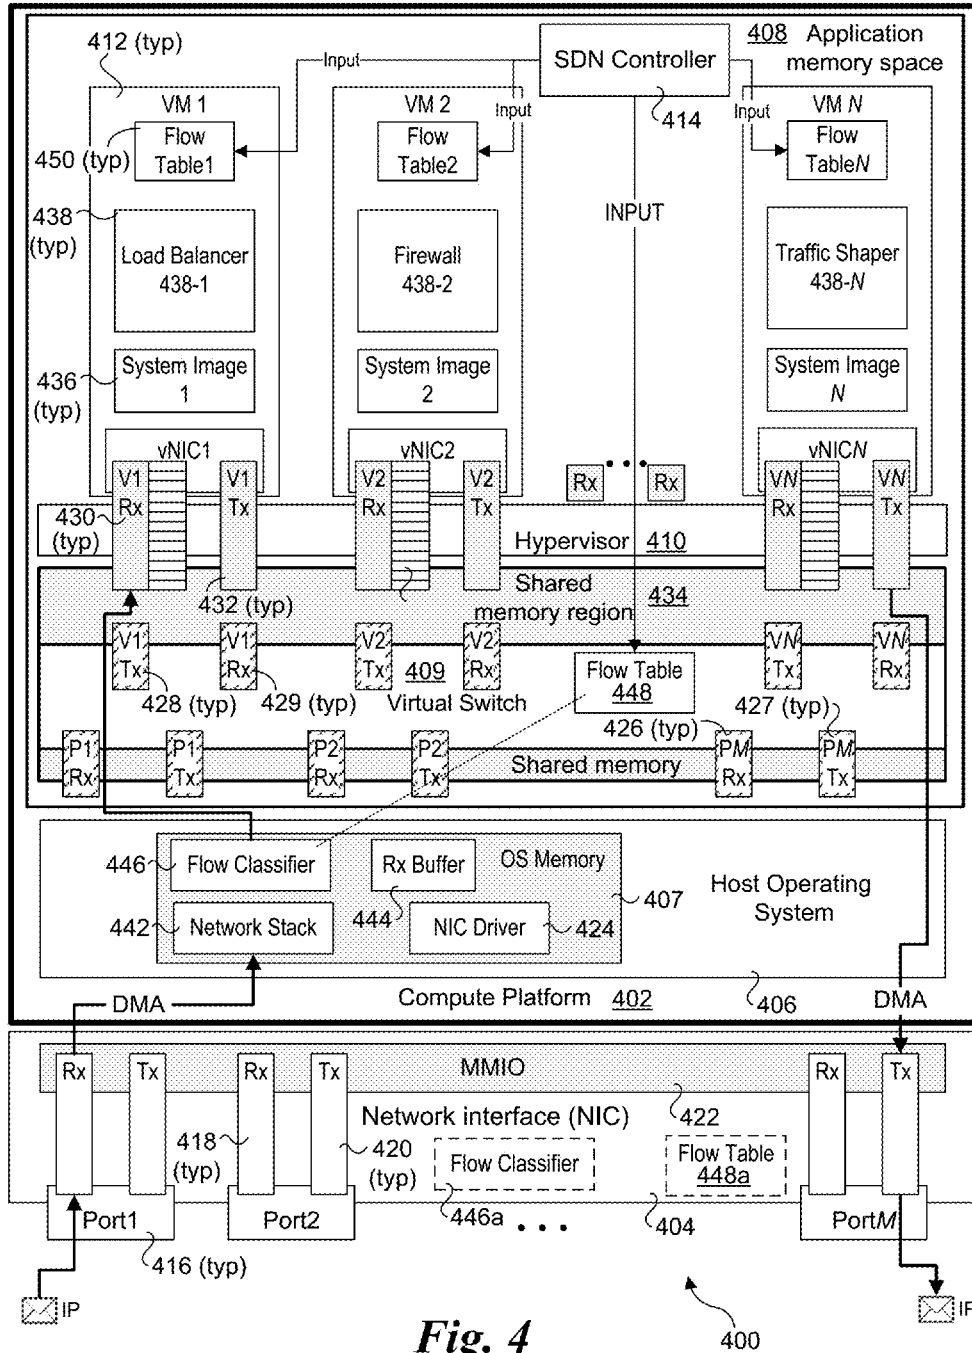 412 (typ)
Input
SDN Controller
408 Application
memory space
414
VM 1
VM 2
Input
Input
VM N
450 (typ)
Flow
Table1
Flow
Table2
Flow
TableN
INPUT
438
(typ)
Load Balancer
438-1
Firewall
438-2
Traffic Shaper
438-N
436
(typ)
System Image
1
System Image
2
System Image
N
vNIC1
vNIC2
vNICN
V1
Rx
V1
Tx
V2
Rx
V2
Tx
Rx
Rx
VN
Rx
VN
Tx
430
(typ)
Hypervisor 410
432 (typ)
Shared
memory region
434
V1
Tx
V1
Rx
V2
Tx
V2
Rx
VN
Tx
VN
Rx
409
Virtual Switch
Flow Table
448
428 (typ)
429 (typ)
426 (typ)
427 (typ)
P1
Rx
P1
Tx
P2
Rx
P2
Tx
PM
Rx
PM
Tx
Shared memory
446
Flow Classifier
Rx Buffer
OS Memory
Host Operating
System
407
442
Network Stack
444
NIC Driver
424
DMA
Compute Platform 402
406
DMA
Rx
Tx
Rx
Tx
MMIO
Rx
Tx
422
Network interface (NIC)
418
(typ)
420
(typ)
Flow Classifier
446a
Flow Table
448a
404
Port1
Port2
PortM
416 (typ)
IP
IP
Fig. 4
400